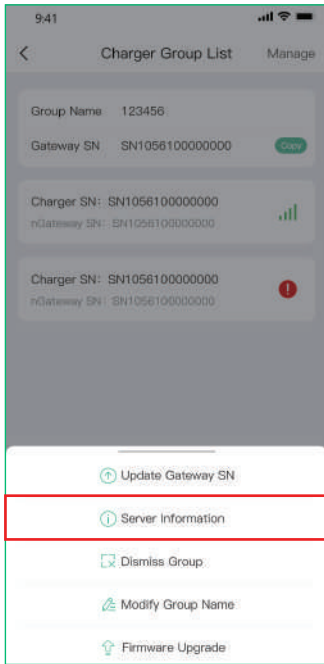 9:41
Charger Group List Manage
Group Name 123456
Gateway SN SN1056100000000 Copy
Charger SN: SN1056100000000
nGateway SN: SN1056100000000
Charger SN: SN1056100000000
nGateway SN: SN1056100000000
Update Gateway SN
Server Information
Dismiss Group
Modify Group Name
Firmware Upgrade